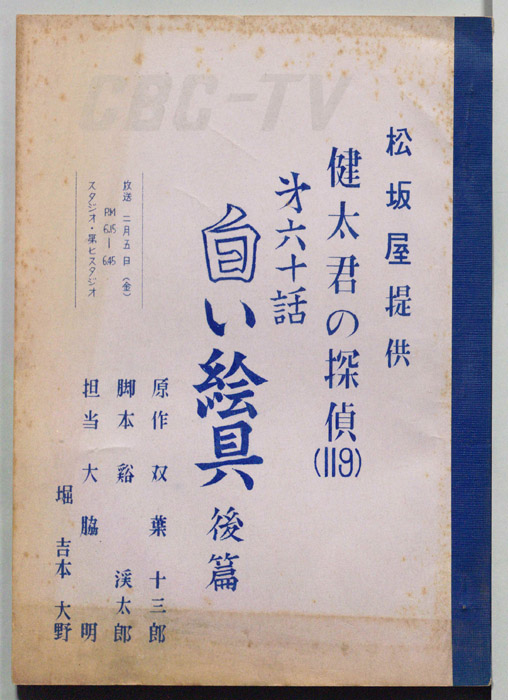 CBC-TV
松坂屋提供
健太君の探偵(119)
才六十話
白い絵具 後篇
放送 二月五日(金)
PM 6.15―6.45
スタジオ・第七スタジオ
原作 双葉十三郎
脚本 谿 渓太郎
担当 大脇 明
堀 吉本 大野